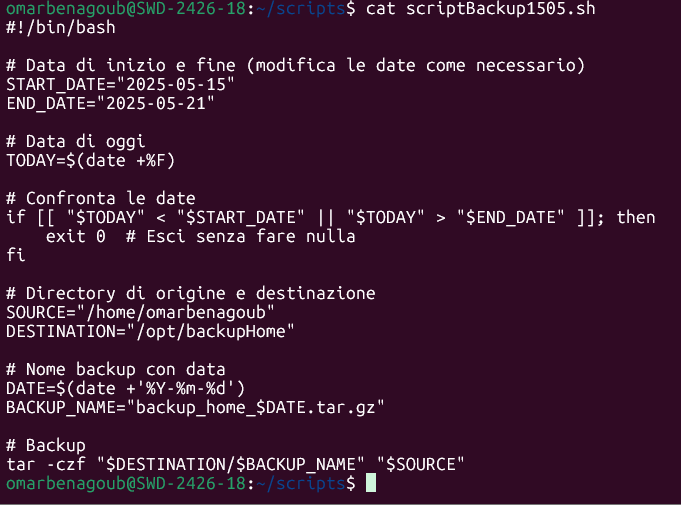 omarbenagoub@SWD-2426-18:~/scripts$ cat scriptBackup1505.sh
#!/bin/bash

# Data di inizio e fine (modifica le date come necessario)
START_DATE="2025-05-15"
END_DATE="2025-05-21"

# Data di oggi
TODAY=$(date +%F)

# Confronta le date
if [[ "$TODAY" < "$START_DATE" || "$TODAY" > "$END_DATE" ]]; then
    exit 0  # Esci senza fare nulla
fi

# Directory di origine e destinazione
SOURCE="/home/omarbenagoub"
DESTINATION="/opt/backupHome"

# Nome backup con data
DATE=$(date +'%Y-%m-%d')
BACKUP_NAME="backup_home_$DATE.tar.gz"

# Backup
tar -czf "$DESTINATION/$BACKUP_NAME" "$SOURCE"
omarbenagoub@SWD-2426-18:~/scripts$